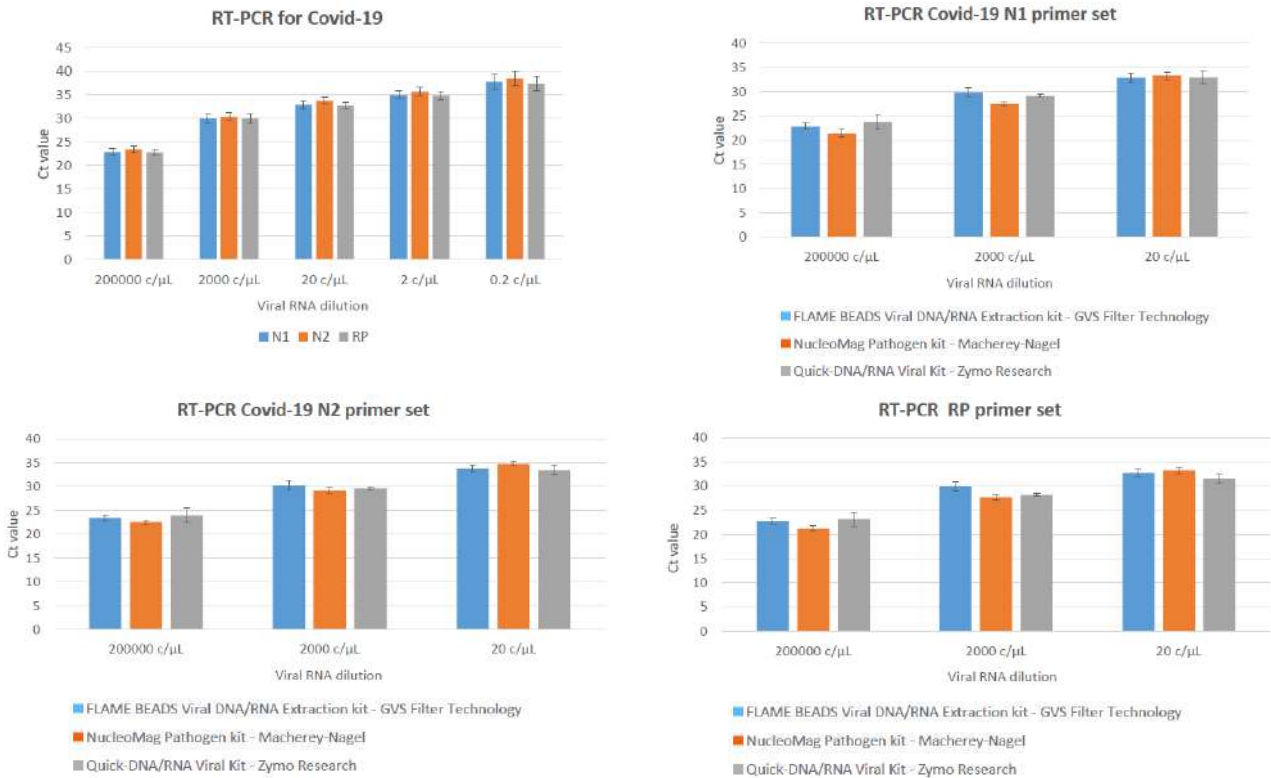 RT-PCR for Covid-19
40
35
30
25
20
15
10
5
0
Ct value
200000 c/µL 2000 c/µL 20 c/µL 2 c/µL 0.2 c/µL
Viral RNA dilution
N1 N2 RP
RT-PCR Covid-19 N1 primer set
40
35
30
25
20
15
10
5
0
Ct value
200000 c/µL 2000 c/µL 20 c/µL
Viral RNA dilution
FLAME BEADS Viral DNA/RNA Extraction kit - GVS Filter Technology
NucleoMag Pathogen kit - Macherey-Nagel
Quick-DNA/RNA Viral Kit - Zymo Research
RT-PCR Covid-19 N2 primer set
40
35
30
25
20
15
10
5
0
Ct value
200000 c/µL 2000 c/µL 20 c/µL
Viral RNA dilution
FLAME BEADS Viral DNA/RNA Extraction kit - GVS Filter Technology
NucleoMag Pathogen kit - Macherey-Nagel
Quick-DNA/RNA Viral Kit - Zymo Research
RT-PCR RP primer set
40
35
30
25
20
15
10
5
0
Ct value
200000 c/µL 2000 c/µL 20 c/µL
Viral RNA dilution
FLAME BEADS Viral DNA/RNA Extraction kit - GVS Filter Technology
NucleoMag Pathogen kit - Macherey-Nagel
Quick-DNA/RNA Viral Kit - Zymo Research